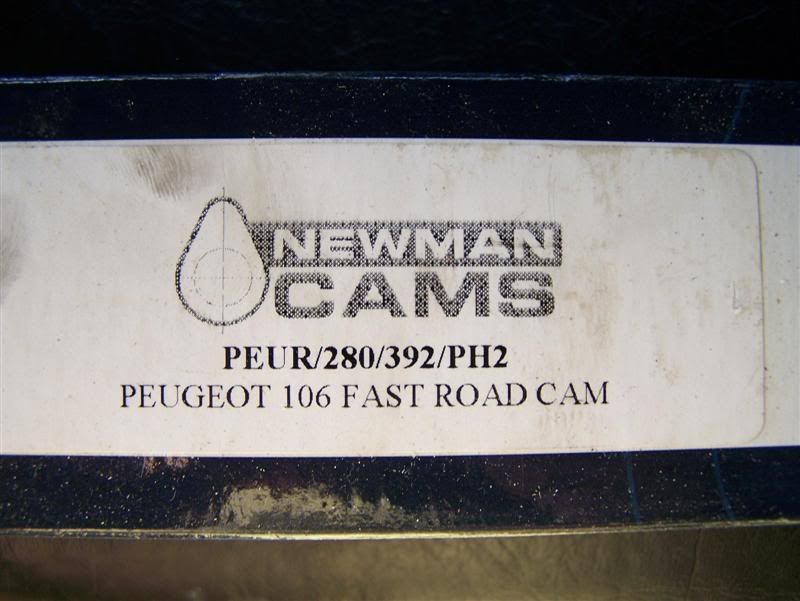 NEWMAN
CAMS
PEUR/280/392/PH2
PEUGEOT 106 FAST ROAD CAM